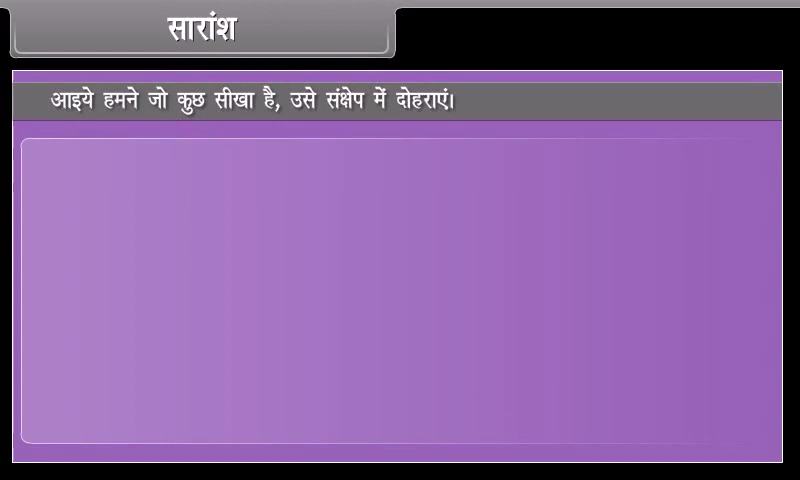 सारांश
आइये हमने जो कुछ सीखा है, उसे संक्षेप में दोहराएं।